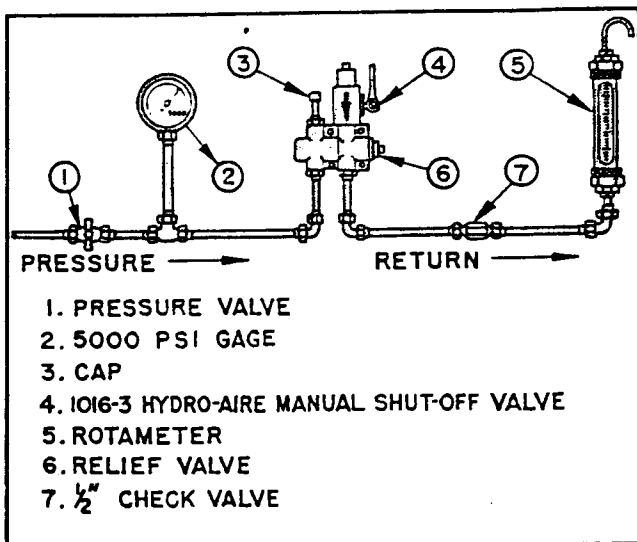 3
4
5
1
2
6
7
5000
PRESSURE
RETURN
1. PRESSURE VALVE
2. 5000 PSI GAGE
3. CAP
4. 1016-3 HYDRO-AIRE MANUAL SHUT-OFF VALVE
5. ROTAMETER
6. RELIEF VALVE
7. 1/2" CHECK VALVE